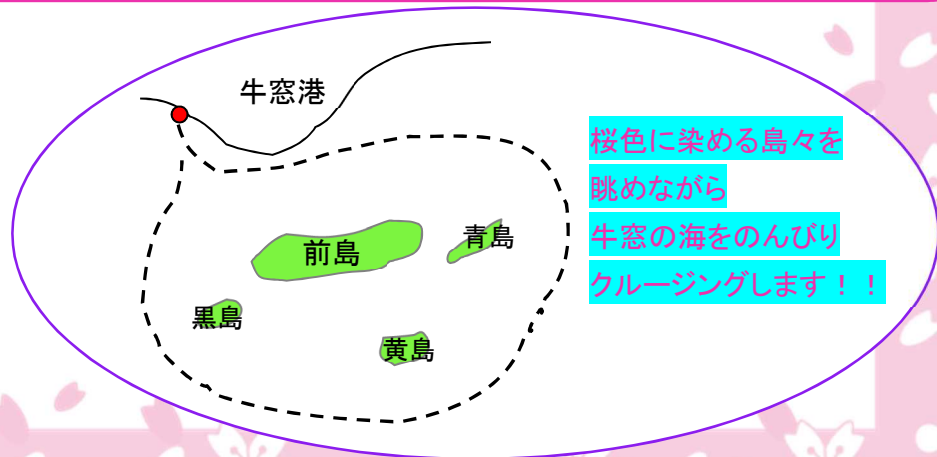 牛窓港
桜色に染める島々を
眺めながら
牛窓の海をのんびり
クルージングします！！
前島
青島
黒島
黄島